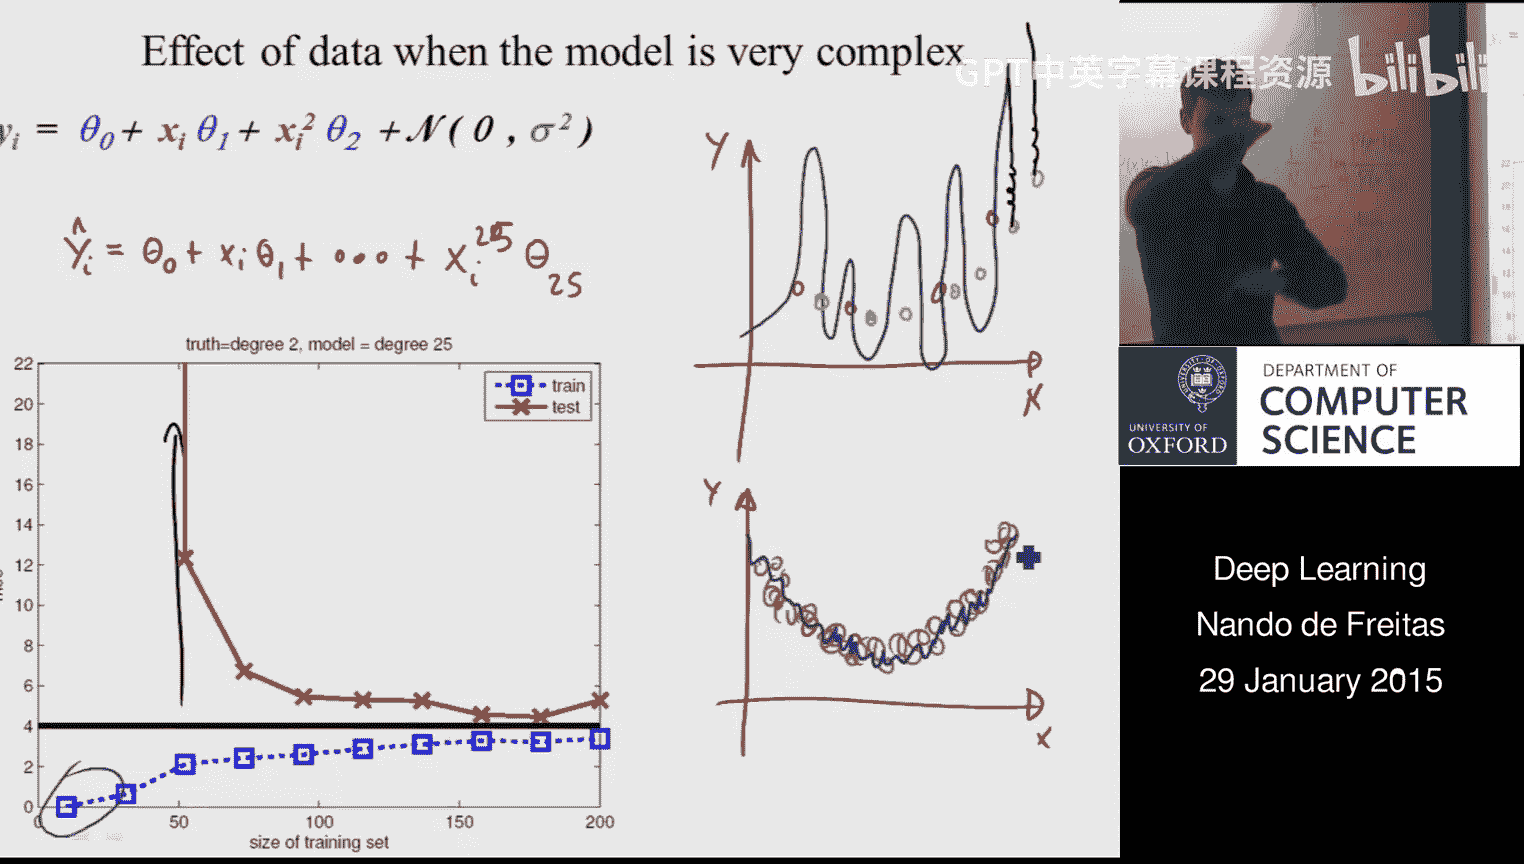 Effect of data when the model is very complex
GPT中英字幕课程资源 bilibili
yᵢ = θ₀ + xᵢ θ₁ + xᵢ² θ₂ + 𝒩( 0 , σ² )
Ŷᵢ = θ₀ + xᵢ θ₁ + ... + xᵢ²⁵ θ₂₅
truth=degree 2, model = degree 25
train
test
22
20
18
16
14
12
10
8
6
4
2
0
0 50 100 150 200
size of training set
Y
X
Y
X
UNIVERSITY OF
OXFORD
DEPARTMENT OF
COMPUTER
SCIENCE
Deep Learning
Nando de Freitas
29 January 2015